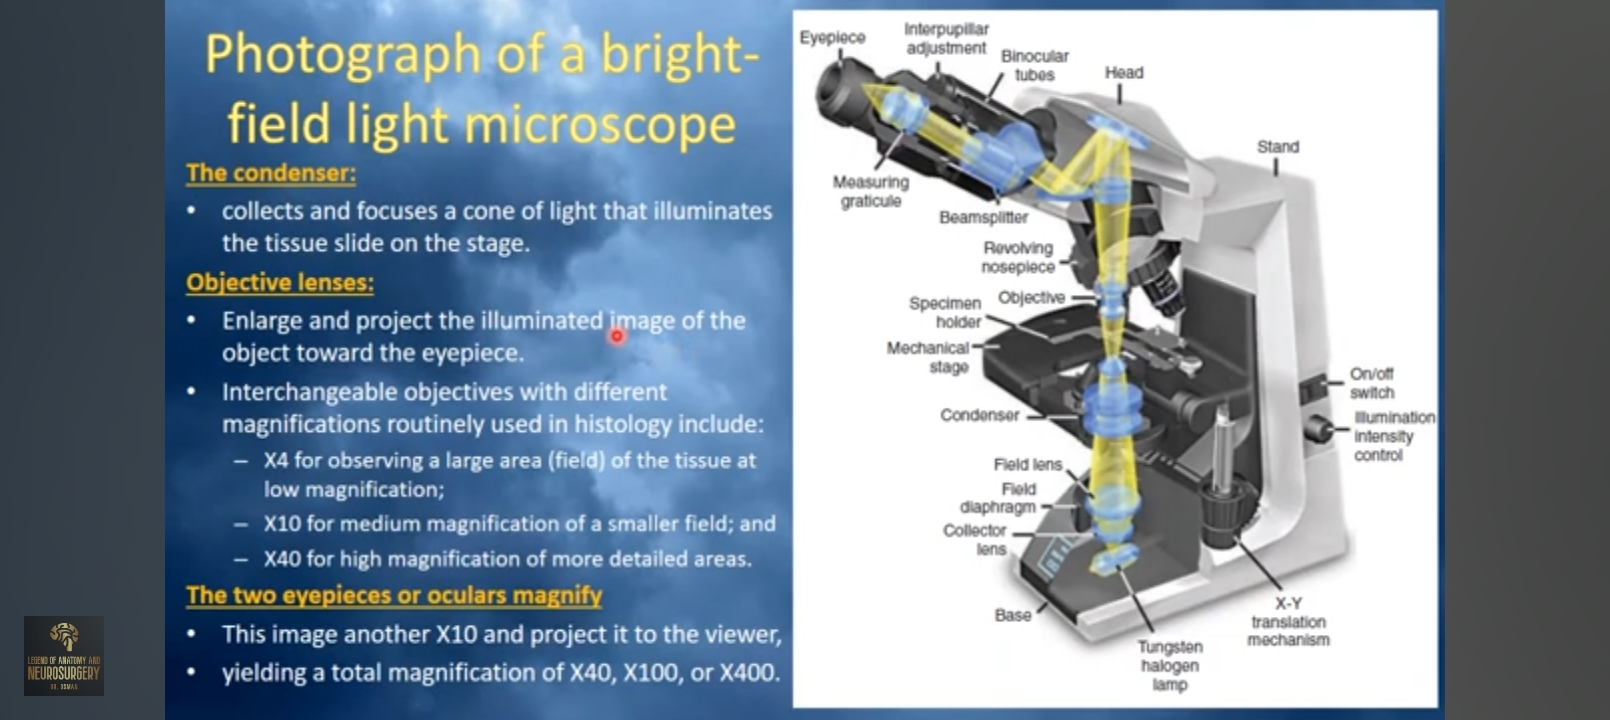 Photograph of a bright-
field light microscope
The condenser:
• collects and focuses a cone of light that illuminates
the tissue slide on the stage.
Objective lenses:
• Enlarge and project the illuminated image of the
object toward the eyepiece.
• Interchangeable objectives with different
magnifications routinely used in histology include:
– X4 for observing a large area (field) of the tissue at
low magnification;
– X10 for medium magnification of a smaller field; and
– X40 for high magnification of more detailed areas.
The two eyepieces or oculars magnify
• This image another X10 and project it to the viewer,
• yielding a total magnification of X40, X100, or X400.
Eyepiece
Interpupillar
adjustment
Binocular
tubes
Head
Stand
Measuring
graticule
Beamsplitter
Revolving
nosepiece
Objective
Specimen
holder
Mechanical
stage
On/off
switch
Condenser
Illumination
intensity
control
Field lens
Field
diaphragm
Collector
lens
Base
X-Y
translation
mechanism
Tungsten
halogen
lamp
LEGEND OF ANATOMY AND
NEUROSURGERY
DR. OSMAN